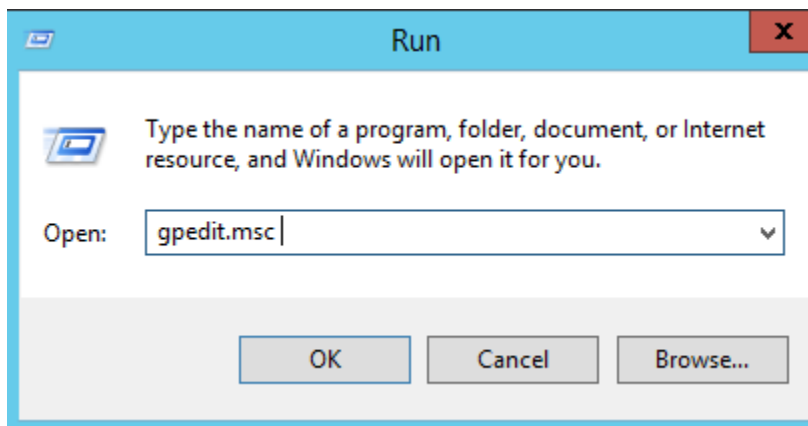 Run
x
Type the name of a program, folder, document, or Internet
resource, and Windows will open it for you.
Open: gpedit.msc
OK Cancel Browse...